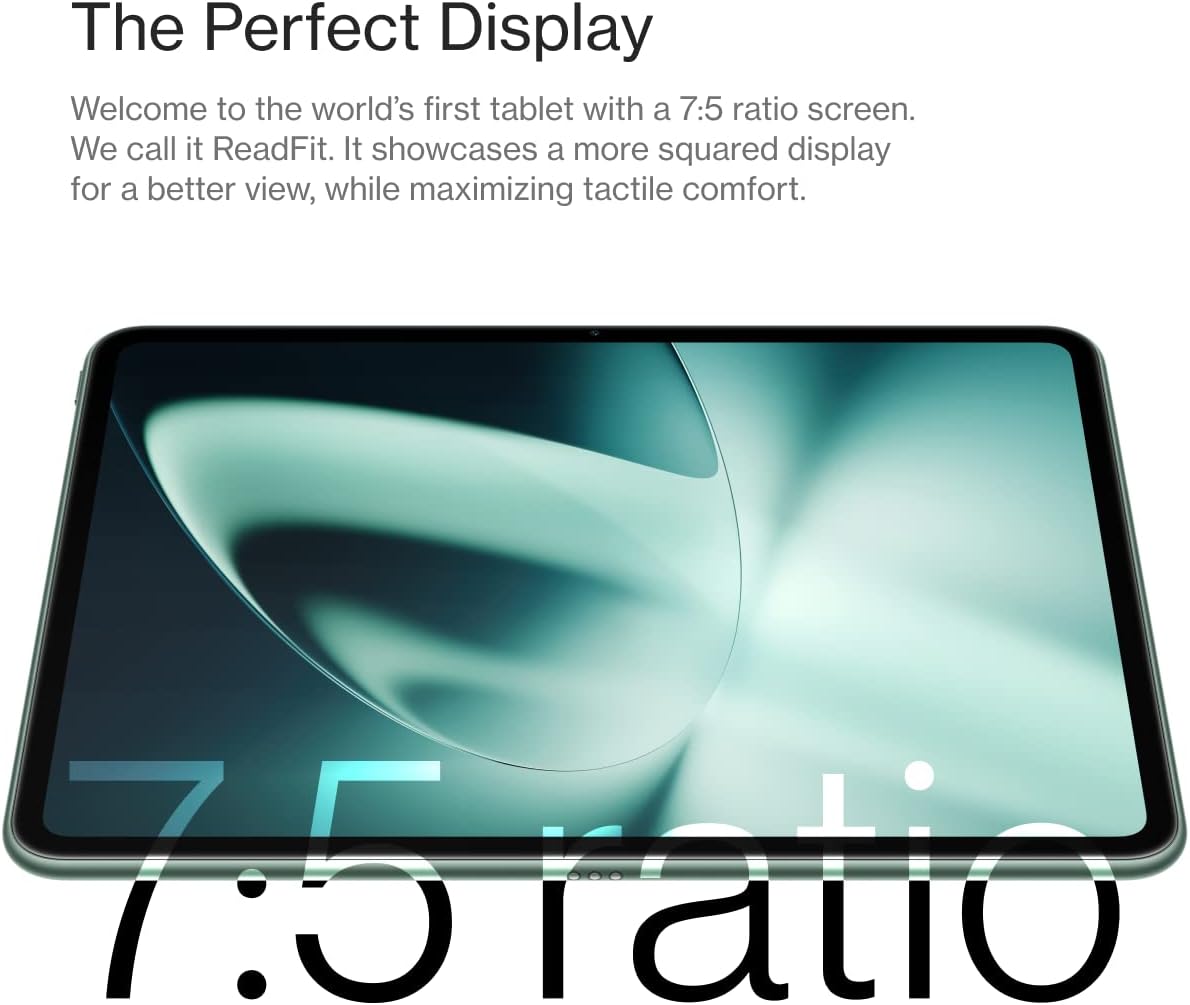 The Perfect Display
Welcome to the world’s first tablet with a 7:5 ratio screen.
We call it ReadFit. It showcases a more squared display
for a better view, while maximizing tactile comfort.
7:5 ratio